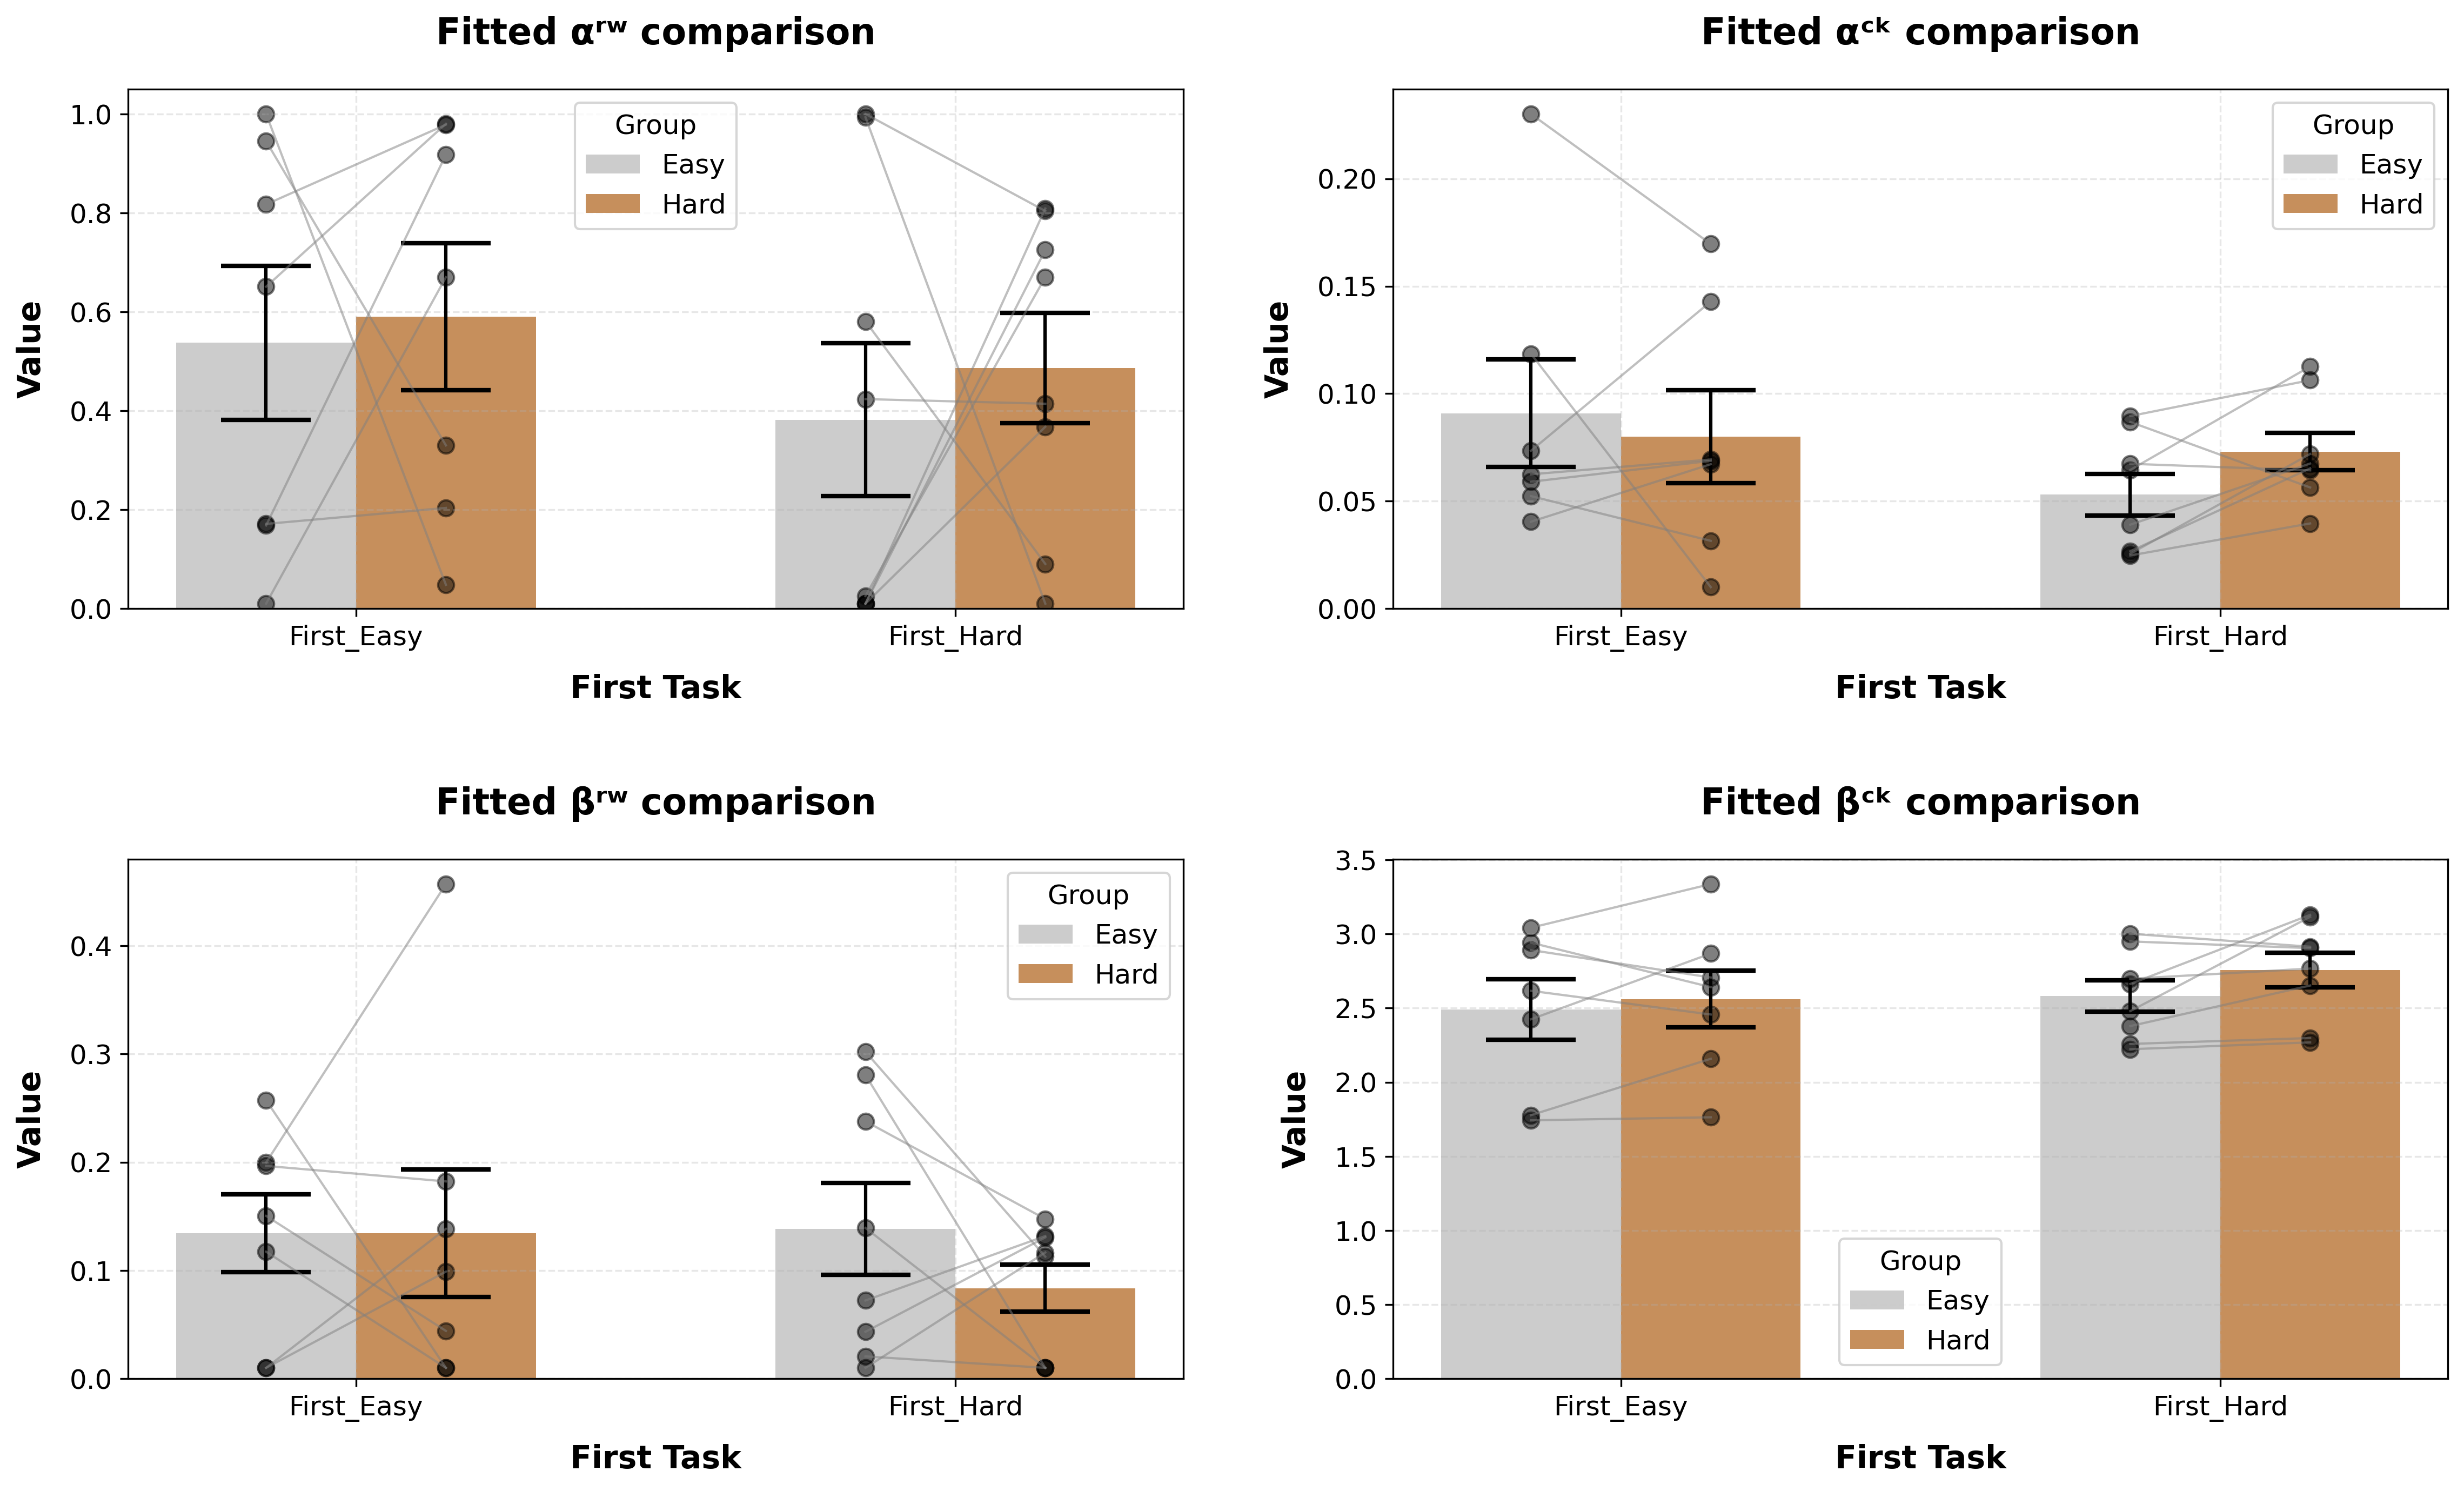 Fitted αʳʷ comparison
Value
1.0
0.8
0.6
0.4
0.2
0.0
Group
Easy
Hard
First_Easy
First_Hard
First Task
Fitted αᶜᵏ comparison
Value
0.20
0.15
0.10
0.05
0.00
Group
Easy
Hard
First_Easy
First_Hard
First Task
Fitted βʳʷ comparison
Value
0.4
0.3
0.2
0.1
0.0
Group
Easy
Hard
First_Easy
First_Hard
First Task
Fitted βᶜᵏ comparison
Value
3.5
3.0
2.5
2.0
1.5
1.0
0.5
0.0
Group
Easy
Hard
First_Easy
First_Hard
First Task